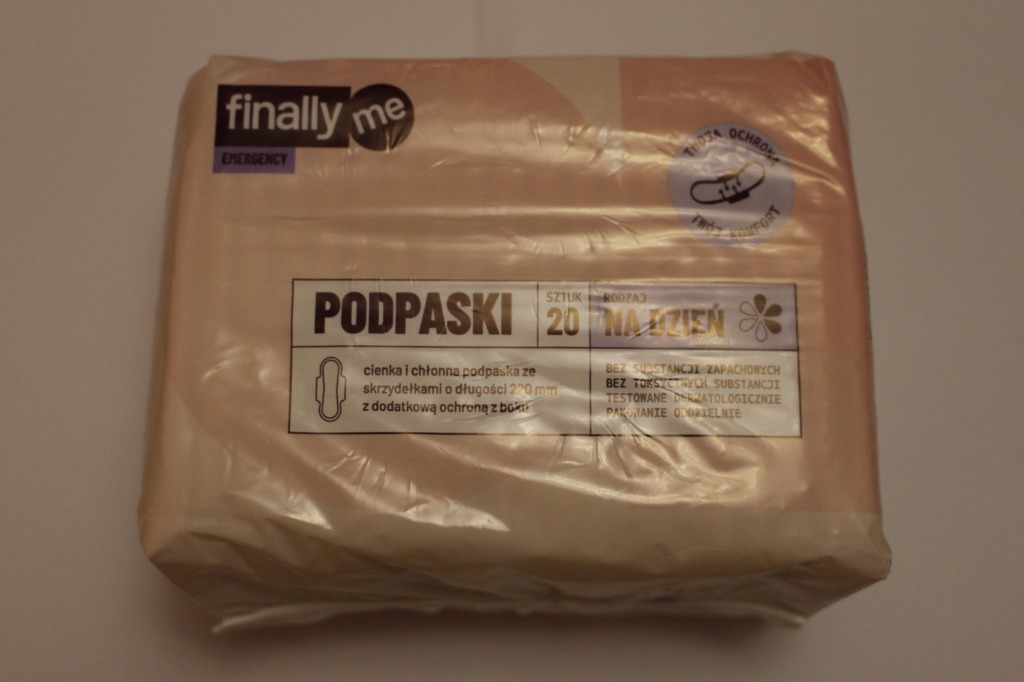 finally me
EMERGENCY
TWOJA OCHRONA
TWÓJ KOMFORT
PODPASKI
SZTUK
20
RODZAJ
NA DZIEŃ
cienka i chłonna podpaska ze
skrzydełkami o długości 220 mm
z dodatkową ochroną z boku
BEZ SUBSTANCJI ZAPACHOWYCH
BEZ TOKSYCZNYCH SUBSTANCJI
TESTOWANE DERMATOLOGICZNIE
PAKOWANIE ODDZIELNIE